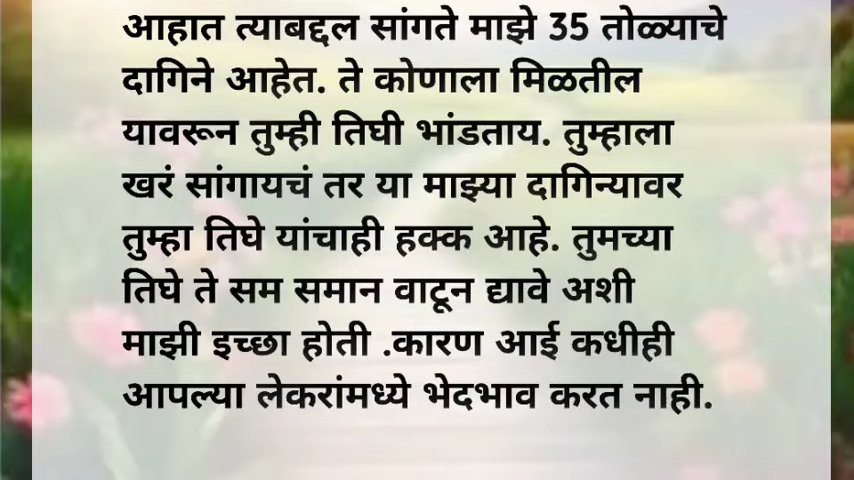 आहात त्याबद्दल सांगते माझे 35 तोळ्याचे
दागिने आहेत. ते कोणाला मिळतील
यावरून तुम्ही तिघी भांडताय. तुम्हाला
खरं सांगायचं तर या माझ्या दागिन्यावर
तुम्हा तिघे यांचाही हक्क आहे. तुमच्या
तिघे ते सम समान वाटून द्यावे अशी
माझी इच्छा होती .कारण आई कधीही
आपल्या लेकरांमध्ये भेदभाव करत नाही.